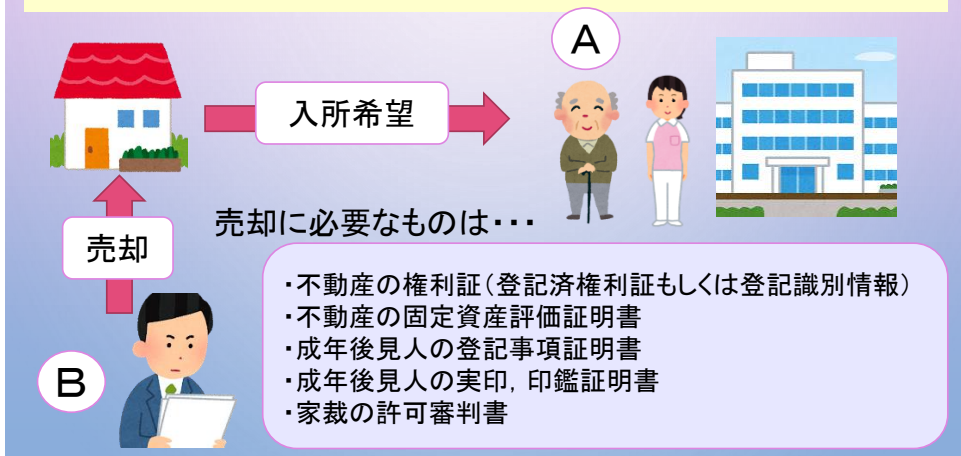 A
入所希望
売却に必要なものは・・・
売却
・不動産の権利証（登記済権利証もしくは登記識別情報）
・不動産の固定資産評価証明書
・成年後見人の登記事項証明書
・成年後見人の実印，印鑑証明書
・家裁の許可審判書
B